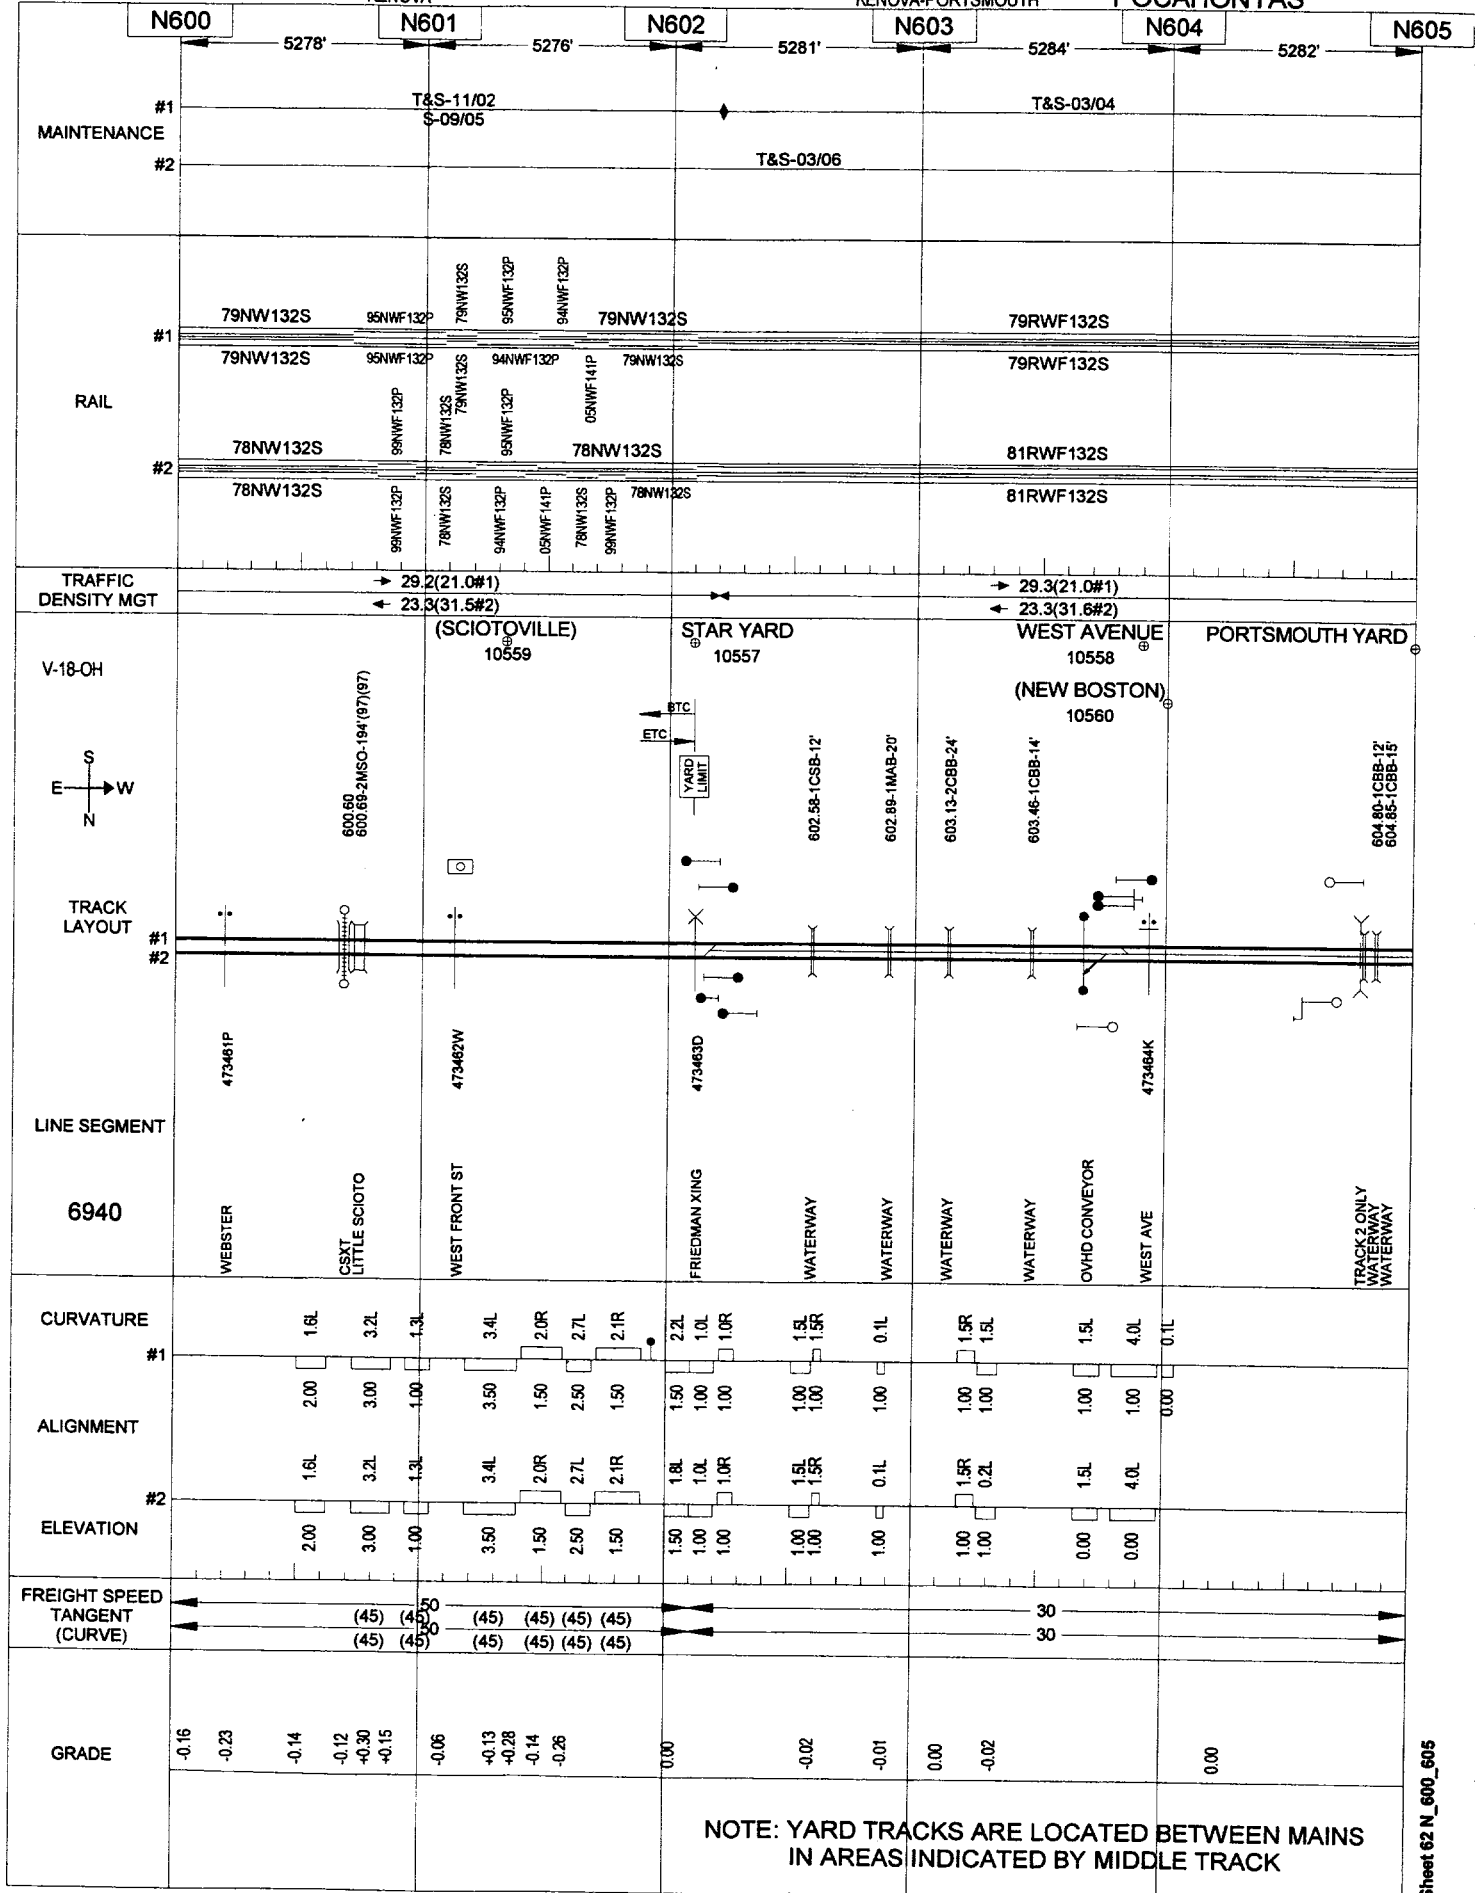 KENOVA-PORTSMOUTH
POCAHONTAS
N600 N601 N602 N603 N604 N605
5278' 5276' 5281' 5284' 5282'
MAINTENANCE
#1 T&S-11/02 T&S-03/04
S-09/05
#2 T&S-03/06
RAIL
79NW132S 95NWF132P 79NW132S 95NWF132P 94NWF132P 79NW132S 79RWF132S
#1
79NW132S 95NWF132P 79NW132S 94NWF132P 05NWF141P 79NW132S 79RWF132S
78NW132S 99NWF132P 78NW132S 95NWF132P 78NW132S 81RWF132S
#2
78NW132S 99NWF132P 78NW132S 94NWF132P 05NWF141P 78NW132S 99NWF132P 78NW132S 81RWF132S
TRAFFIC
DENSITY MGT
29.2(21.0#1) 29.3(21.0#1)
23.3(31.5#2) 23.3(31.6#2)
V-18-OH
(SCIOTOVILLE)
10559
STAR YARD
10557
WEST AVENUE
10558
(NEW BOSTON)
10560
PORTSMOUTH YARD
S
E W
N
BTC
ETC
YARD
LIMIT
600.60
600.69-2MSO-194'(97)(97)
602.58-1CSB-12'
602.89-1MAB-20'
603.13-2CBB-24'
603.46-1CBB-14'
604.80-1CBB-12'
604.85-1CBB-15'
TRACK
LAYOUT
#1
#2
473461P 473462W 473463D 473464K
LINE SEGMENT
6940
WEBSTER
CSXT
LITTLE SCIOTO
WEST FRONT ST
FRIEDMAN XING
WATERWAY
WATERWAY
WATERWAY
WATERWAY
OVHD CONVEYOR
WEST AVE
TRACK 2 ONLY
WATERWAY
WATERWAY
CURVATURE
1.6L 3.2L 1.3L 3.4L 2.0R 2.7L 2.1R 2.2L 1.0L 1.0R 1.5L 1.5R 0.1L 1.5R 1.5L 1.5L 4.0L 0.1L
#1
2.00 3.00 1.00 3.50 1.50 2.50 1.50 1.50 1.00 1.00 1.00 1.00 1.00 1.00 1.00 1.00 1.00 0.00
ALIGNMENT
1.6L 3.2L 1.3L 3.4L 2.0R 2.7L 2.1R 1.8L 1.0L 1.0R 1.5L 1.5R 0.1L 1.5R 0.2L 1.5L 4.0L
#2
ELEVATION
2.00 3.00 1.00 3.50 1.50 2.50 1.50 1.50 1.00 1.00 1.00 1.00 1.00 1.00 1.00 0.00 0.00
FREIGHT SPEED
TANGENT
(CURVE)
50 30
(45) (45) (45) (45) (45) (45)
50 30
(45) (45) (45) (45) (45) (45)
GRADE
-0.16 -0.23 -0.14 -0.12 +0.30 +0.15 -0.06 +0.13 +0.28 -0.14 -0.26 0.00 -0.02 -0.01 0.00 -0.02 0.00
NOTE: YARD TRACKS ARE LOCATED BETWEEN MAINS
IN AREAS INDICATED BY MIDDLE TRACK
Sheet 62 N_600_605